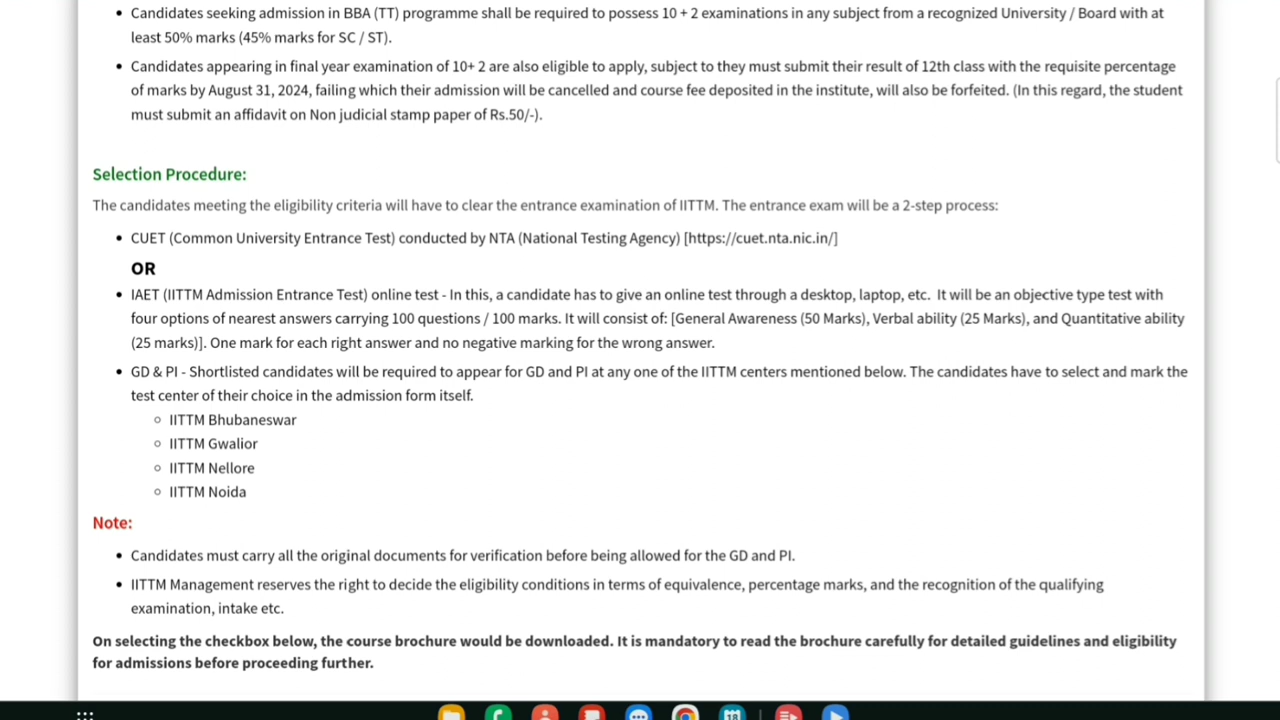 Candidates seeking admission in BBA (TT) programme shall be required to possess 10 + 2 examinations in any subject from a recognized University / Board with at
least 50% marks (45% marks for SC / ST).
Candidates appearing in final year examination of 10+ 2 are also eligible to apply, subject to they must submit their result of 12th class with the requisite percentage
of marks by August 31, 2024, failing which their admission will be cancelled and course fee deposited in the institute, will also be forfeited. (In this regard, the student
must submit an affidavit on Non judicial stamp paper of Rs.50/-).
Selection Procedure:
The candidates meeting the eligibility criteria will have to clear the entrance examination of IITTM. The entrance exam will be a 2-step process:
CUET (Common University Entrance Test) conducted by NTA (National Testing Agency) [https://cuet.nta.nic.in/]
OR
IAET (IITTM Admission Entrance Test) online test - In this, a candidate has to give an online test through a desktop, laptop, etc. It will be an objective type test with
four options of nearest answers carrying 100 questions / 100 marks. It will consist of: [General Awareness (50 Marks), Verbal ability (25 Marks), and Quantitative ability
(25 marks)]. One mark for each right answer and no negative marking for the wrong answer.
GD & PI - Shortlisted candidates will be required to appear for GD and PI at any one of the IITTM centers mentioned below. The candidates have to select and mark the
test center of their choice in the admission form itself.
IITTM Bhubaneswar
IITTM Gwalior
IITTM Nellore
IITTM Noida
Note:
Candidates must carry all the original documents for verification before being allowed for the GD and PI.
IITTM Management reserves the right to decide the eligibility conditions in terms of equivalence, percentage marks, and the recognition of the qualifying
examination, intake etc.
On selecting the checkbox below, the course brochure would be downloaded. It is mandatory to read the brochure carefully for detailed guidelines and eligibility
for admissions before proceeding further.
18